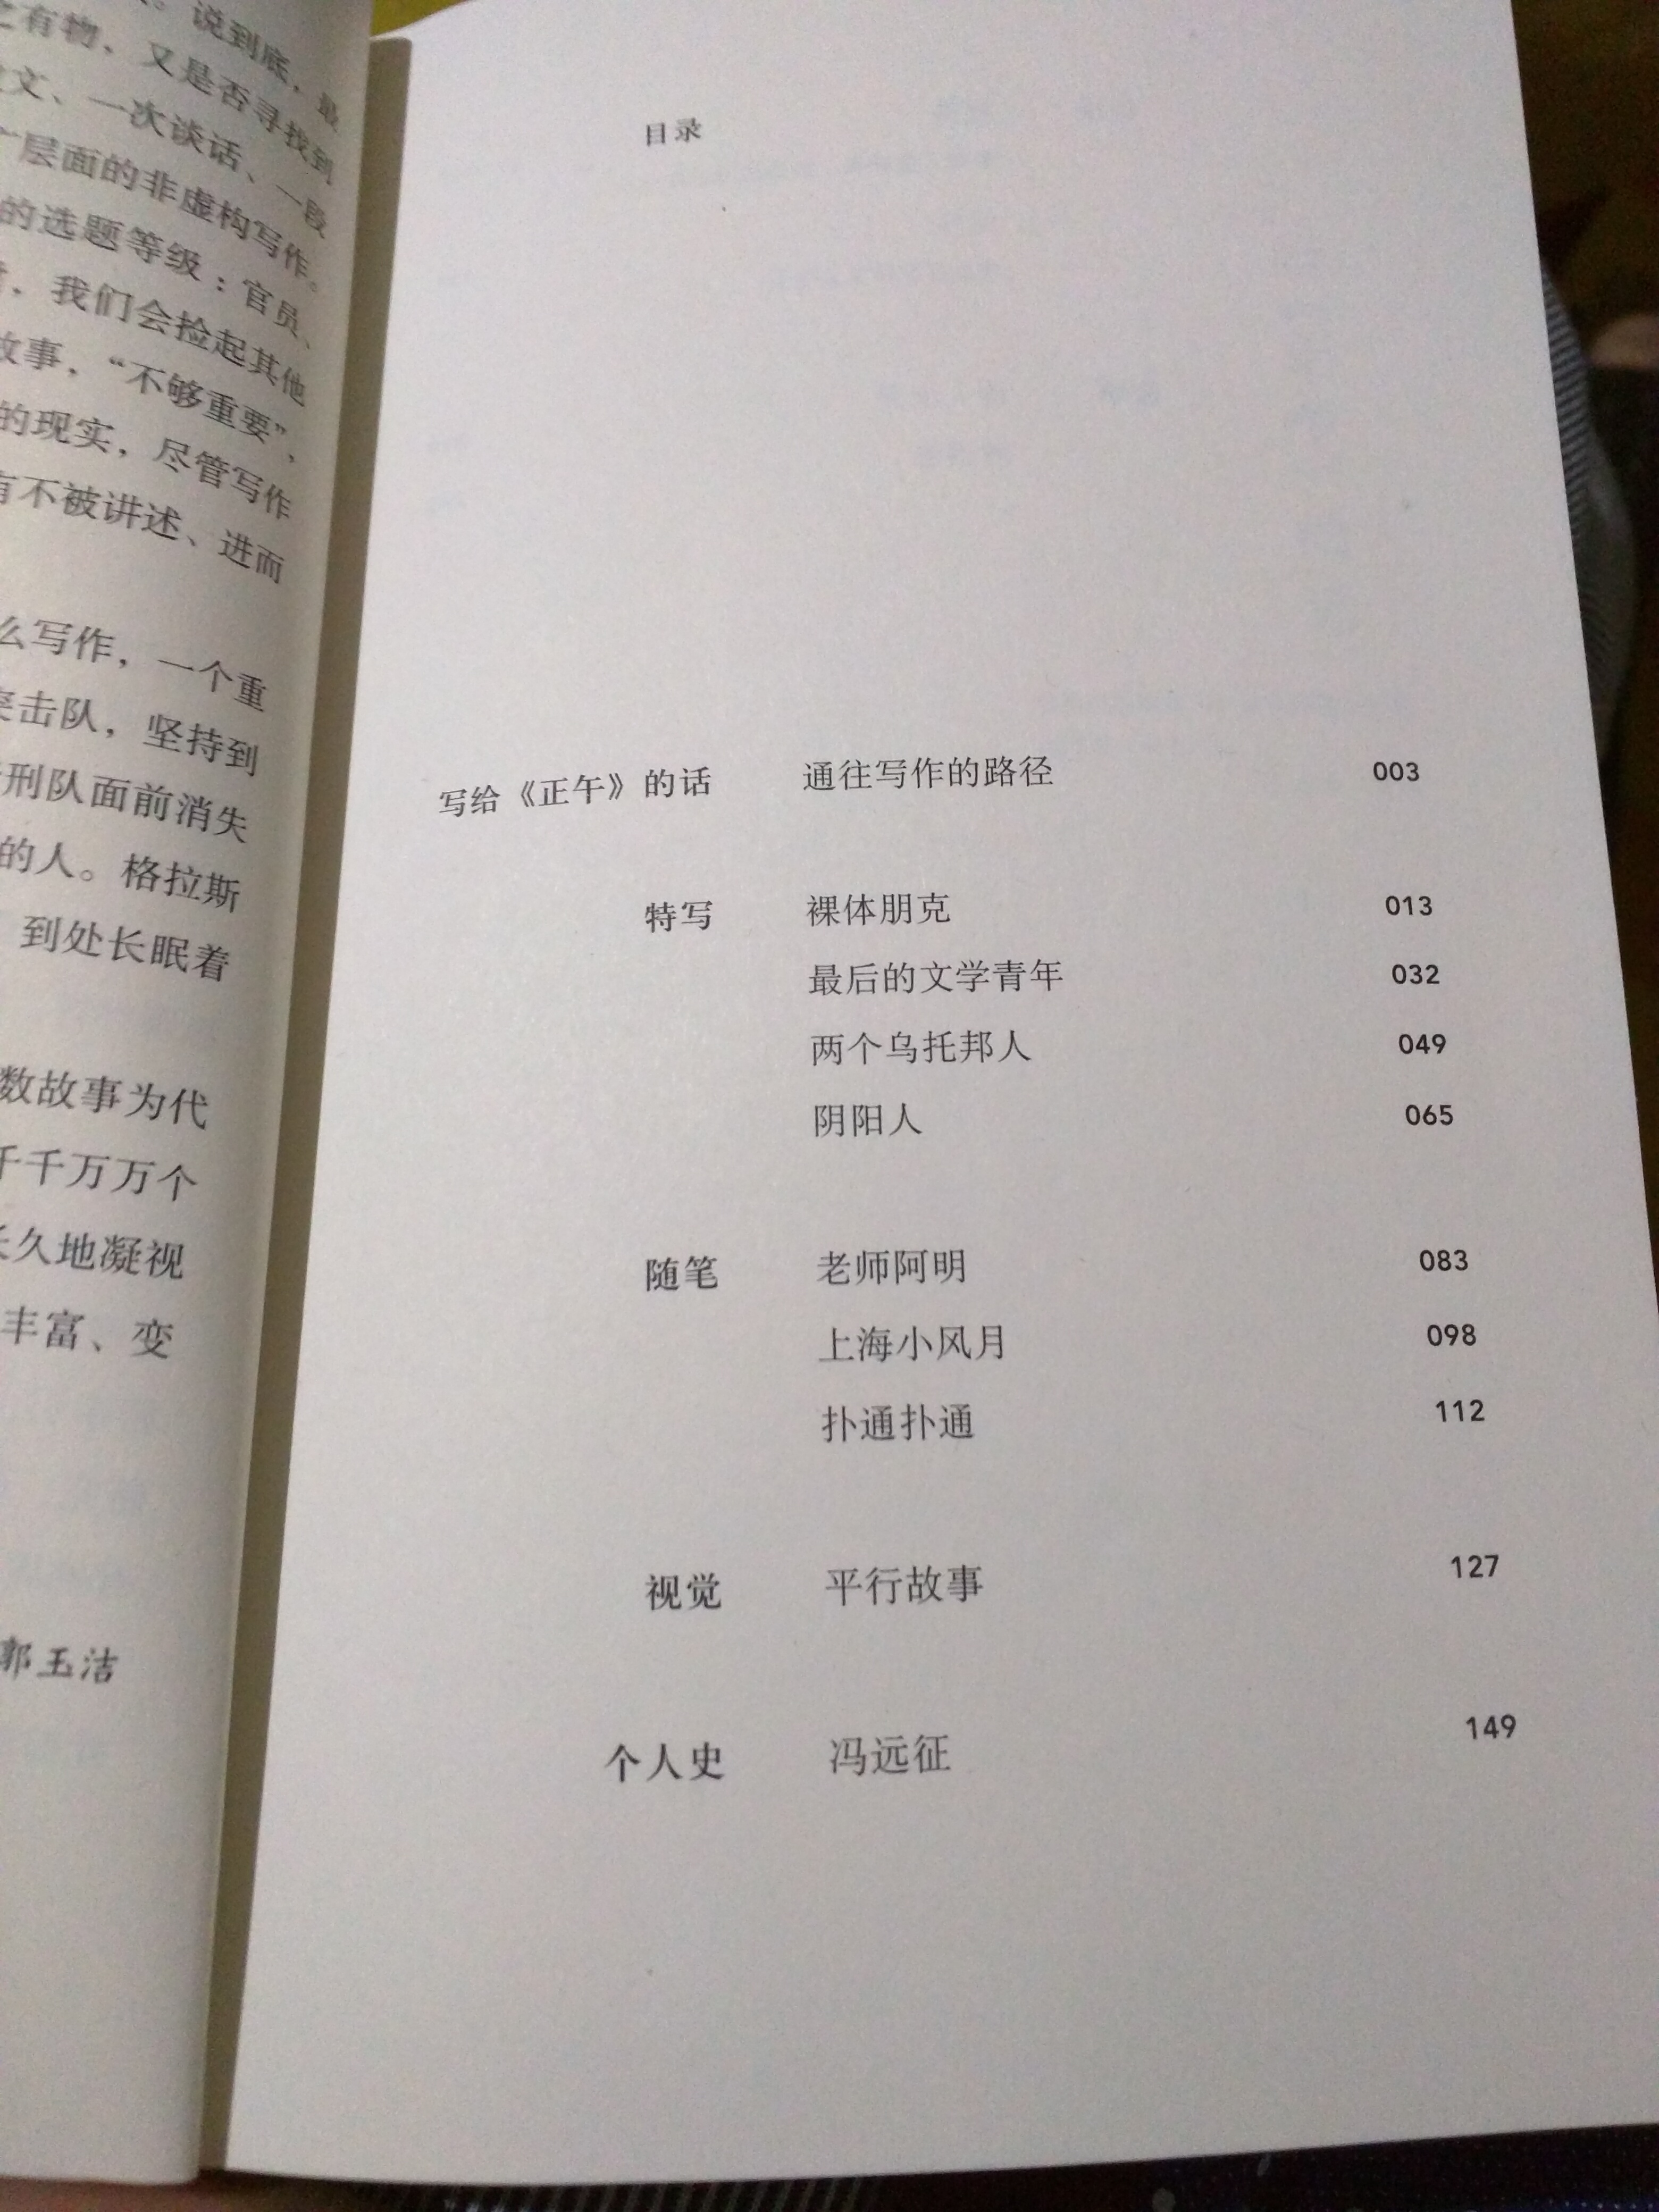 说到底，最
有物，又是否寻找到
文、一次谈话、一段
层面的非虚构写作。
的选题等级：官员、
我们会捡起其他
故事，“不够重要”，
的现实，尽管写作
有不被讲述、进而
么写作，一个重
突击队，坚持到
刑队面前消失
的人。格拉斯
到处长眠着
数故事为代
千千万万个
长久地凝视
丰富、变
郭玉洁
目录
写给《正午》的话 通往写作的路径 003
特写 裸体朋克 013
最后的文学青年 032
两个乌托邦人 049
阴阳人 065
随笔 老师阿明 083
上海小风月 098
扑通扑通 112
视觉 平行故事 127
个人史 冯远征 149